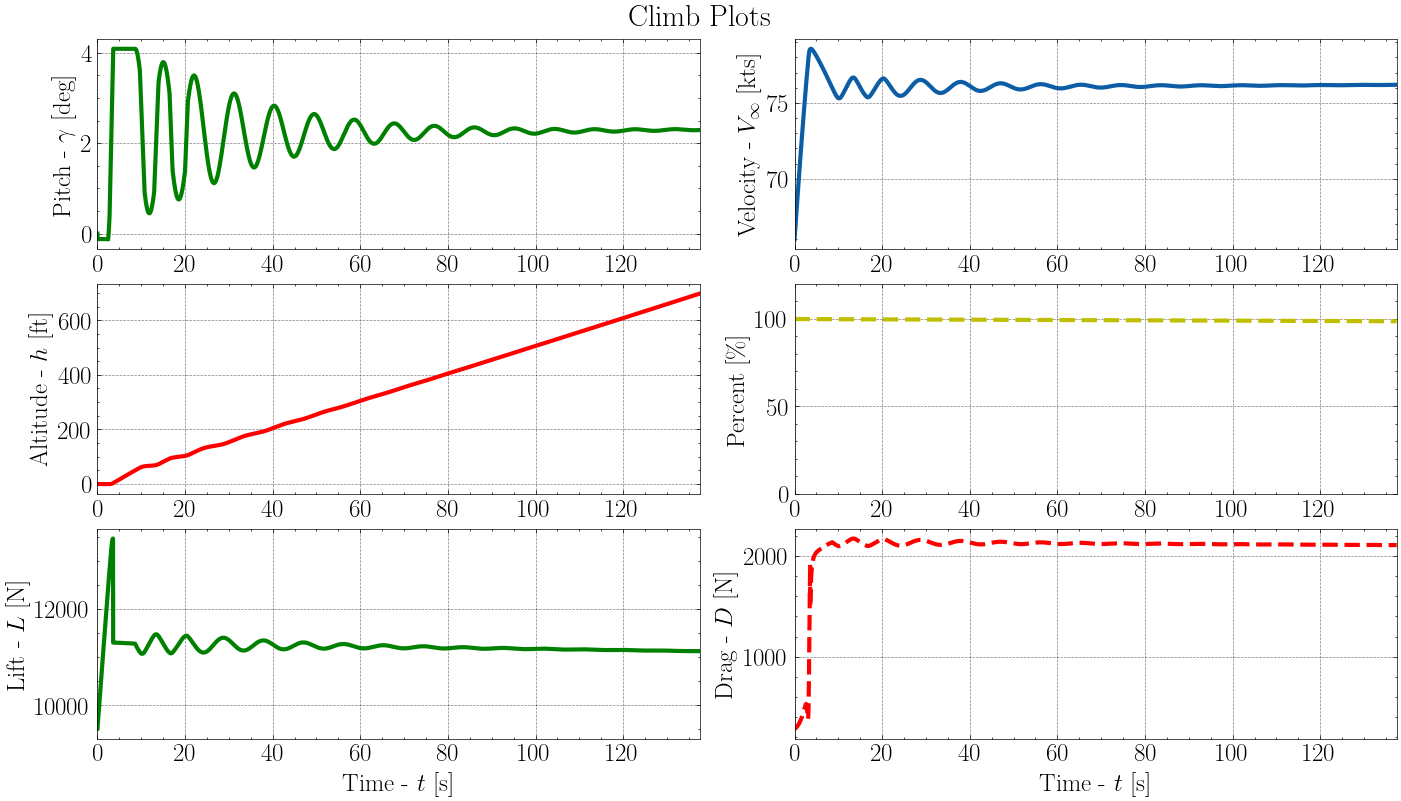 Climb Plots
Pitch - γ [deg]
4
2
0
0 20 40 60 80 100 120
Velocity - V∞ [kts]
75
70
0 20 40 60 80 100 120
Altitude - h [ft]
600
400
200
0
0 20 40 60 80 100 120
Percent [%]
100
50
0
0 20 40 60 80 100 120
Lift - L [N]
12000
10000
0 20 40 60 80 100 120
Time - t [s]
Drag - D [N]
2000
1000
0 20 40 60 80 100 120
Time - t [s]